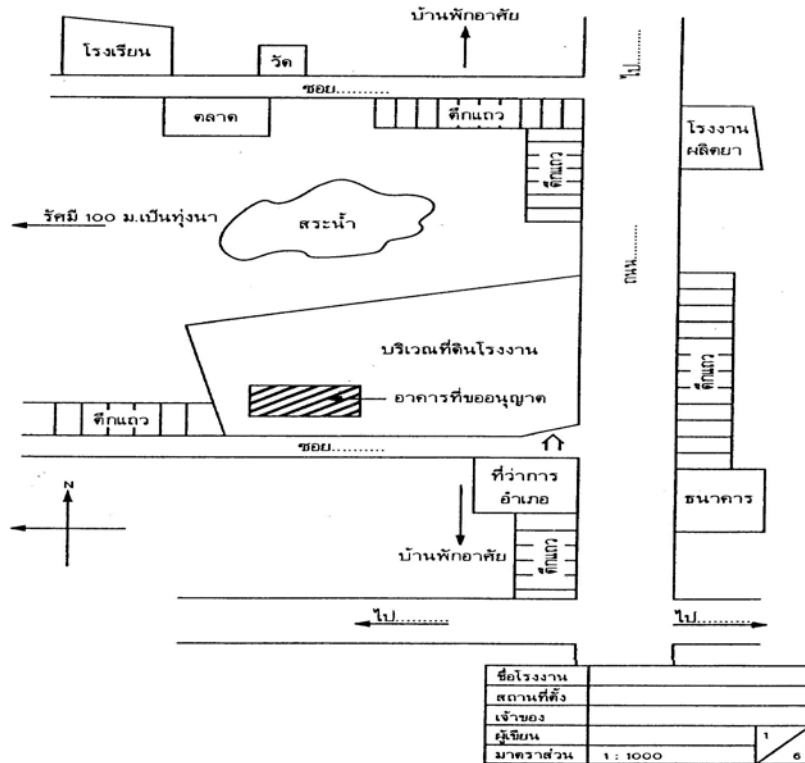 บ้านพักอาศัย
โรงเรียน
วัด
ไป..........
ซอย..........
ตลาด
ตึกแถว
โรงงาน
ผลิตยา
ตึกแถว
รัศมี 100 ม.เป็นทุ่งนา
สระน้ำ
ถนน..........
บริเวณที่ดินโรงงาน
ตึกแถว
อาคารที่ขออนุญาต
ตึกแถว
ซอย..........
N
ที่ว่าการ
อำเภอ
ธนาคาร
บ้านพักอาศัย
ตึกแถว
ไป..........
ไป..........
ชื่อโรงงาน
สถานที่ตั้ง
เจ้าของ
ผู้เขียน
1
มาตราส่วน 1 : 1000
6